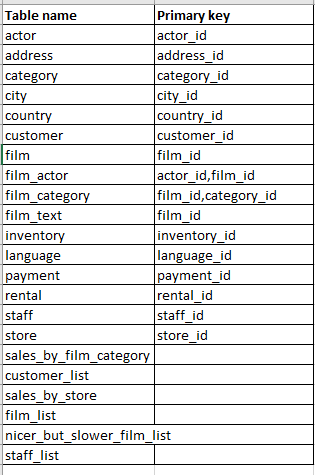 Table name Primary key
actor actor_id
address address_id
category category_id
city city_id
country country_id
customer customer_id
film film_id
film_actor actor_id,film_id
film_category film_id,category_id
film_text film_id
inventory inventory_id
language language_id
payment payment_id
rental rental_id
staff staff_id
store store_id
sales_by_film_category
customer_list
sales_by_store
film_list
nicer_but_slower_film_list
staff_list